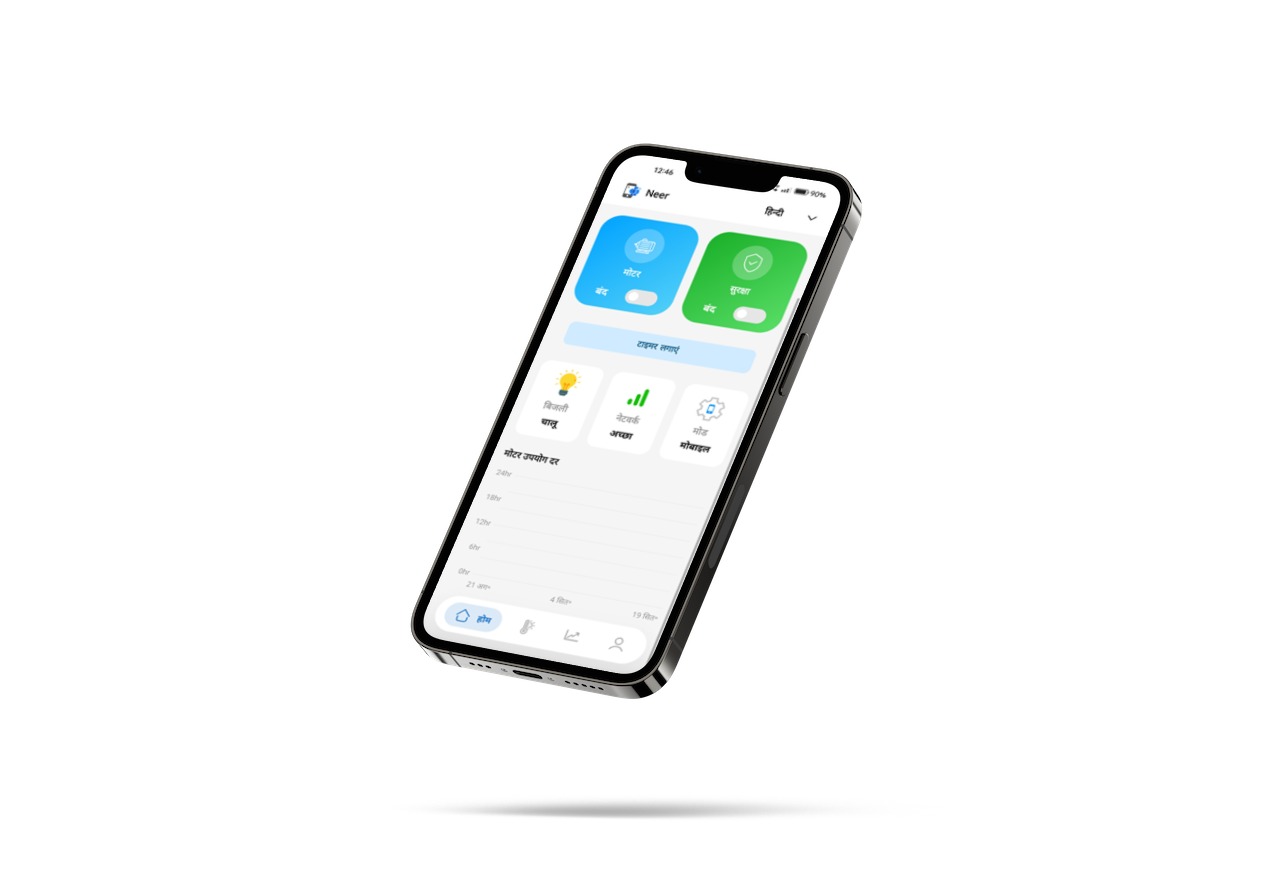 12:46
90%
Neer
हिन्दी
मोटर
सुरक्षा
बंद
बंद
टाइमर लगाएं
बिजली
नेटवर्क
मोड
चालू
अच्छा
मोबाइल
मोटर उपयोग दर
24hr
18hr
12hr
6hr
0hr
21 अग॰
4 सित॰
19 सित॰
होम